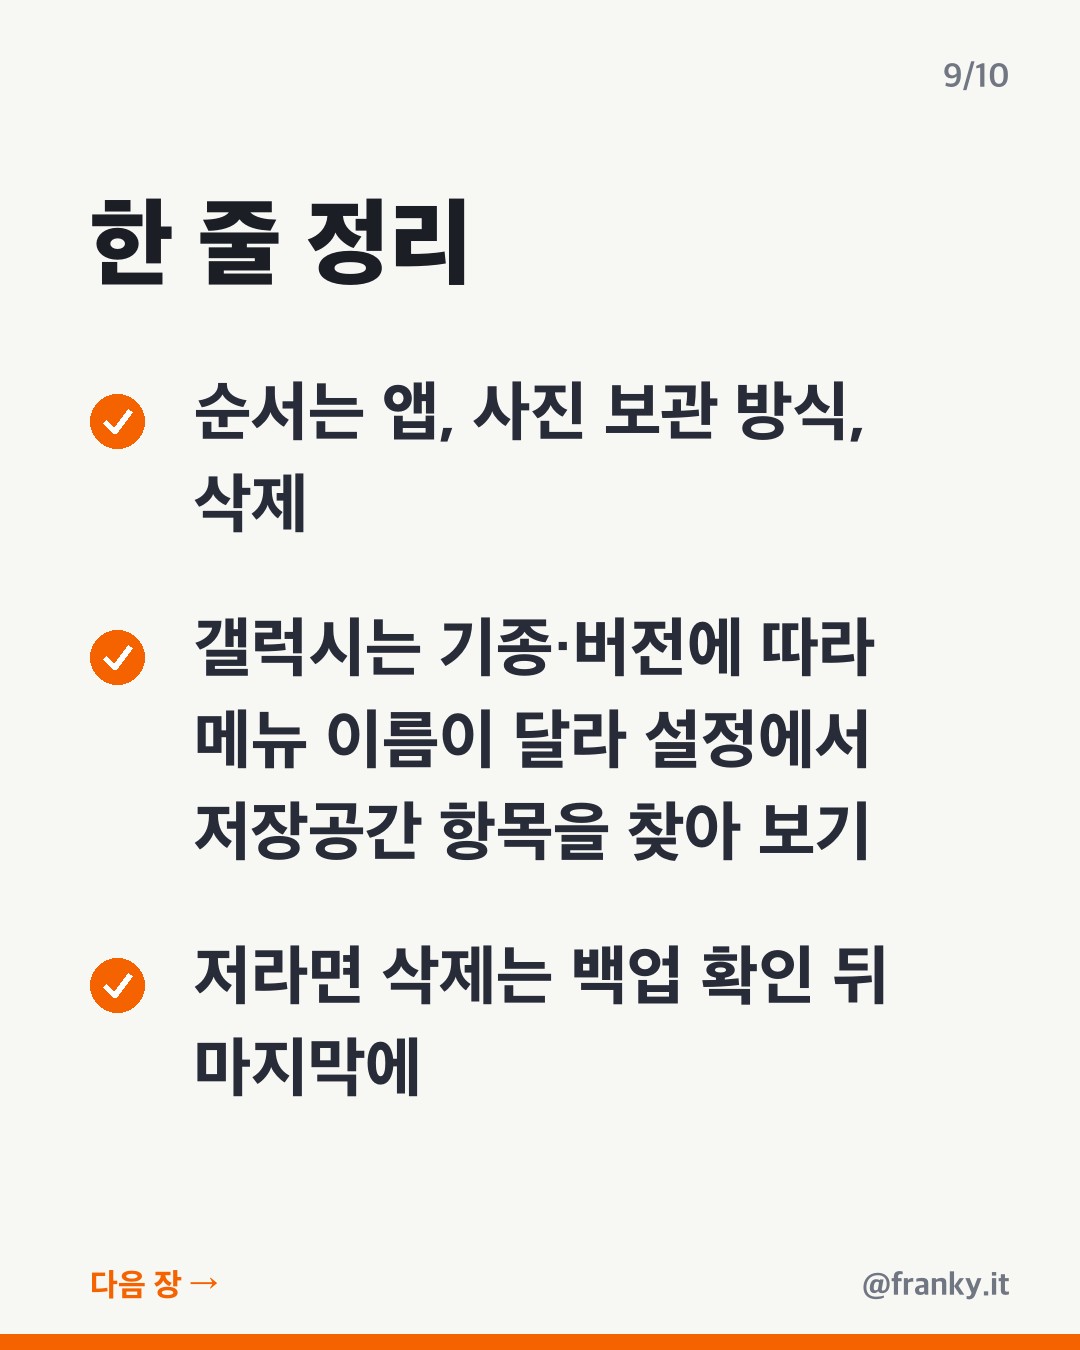 9/10
한 줄 정리
순서는 앱, 사진 보관 방식,
삭제
갤럭시는 기종·버전에 따라
메뉴 이름이 달라 설정에서
저장공간 항목을 찾아 보기
저라면 삭제는 백업 확인 뒤
마지막에
다음 장 →
@franky.it